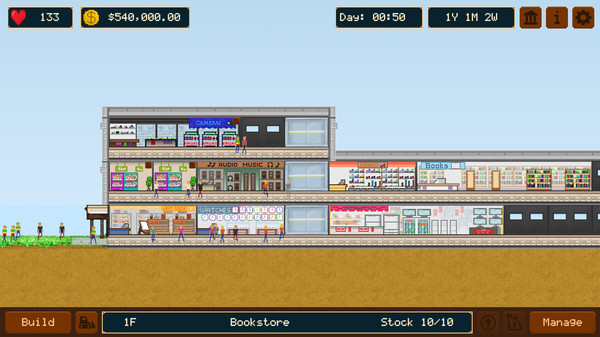 133
$540,000.00
Day: 00:50
1Y 1M 2W
AUDIO MUSIC
Books
WATCHES
Build
1F
Bookstore
Stock 10/10
Manage